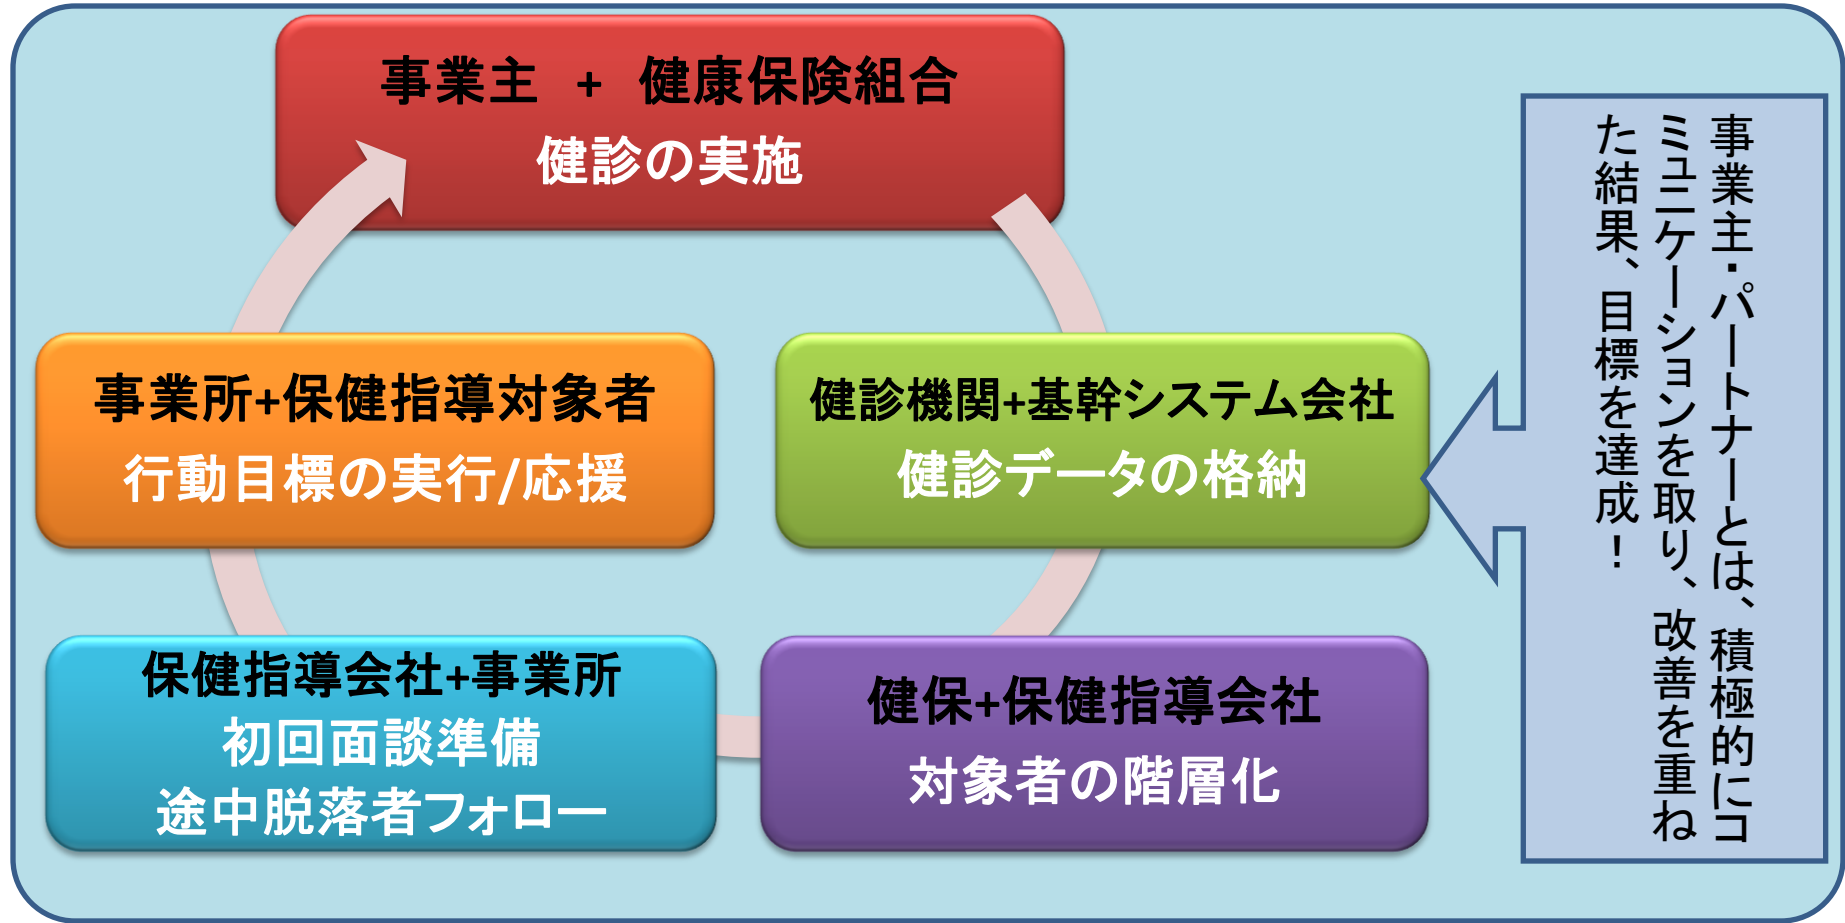 事業主 + 健康保険組合
健診の実施
健診機関+基幹システム会社
健診データの格納
健保+保健指導会社
対象者の階層化
保健指導会社+事業所
初回面談準備
途中脱落者フォロー
事業所+保健指導対象者
行動目標の実行/応援
事業主・パートナーとは、積極的にコ
ミュニケーションを取り、改善を重ね
た結果、目標を達成！